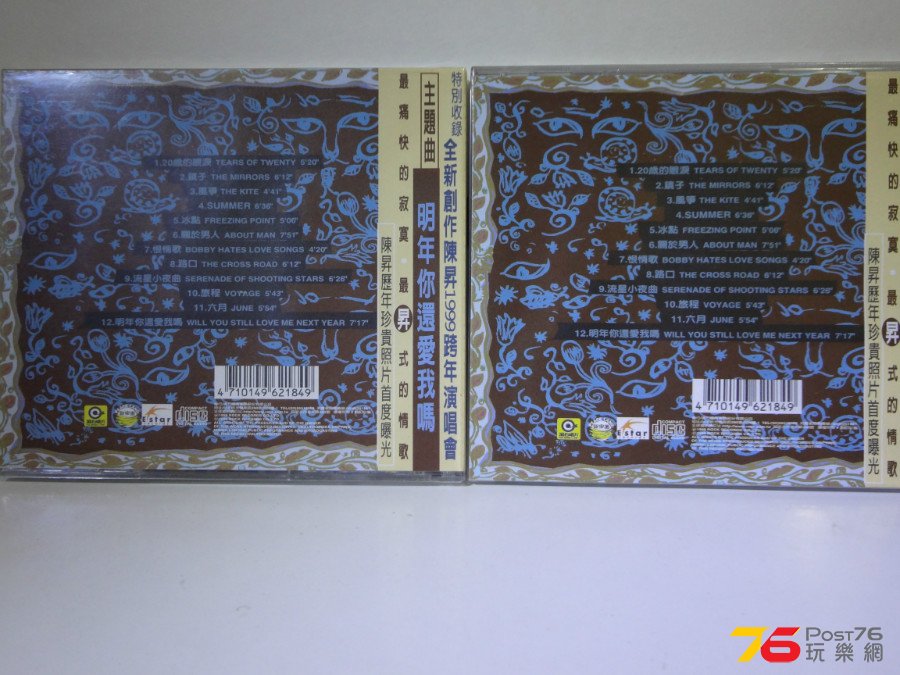 1.20歲的眼淚 TEARS OF TWENTY 5'20"
2.鏡子 THE MIRRORS 6'12"
3.風箏 THE KITE 4'41"
4.SUMMER 6'36"
5.冰點 FREEZING POINT 5'06"
6.關於男人 ABOUT MAN 7'51"
7.恨情歌 BOBBY HATES LOVE SONGS 4'20"
8.路口 THE CROSS ROAD 6'12"
9.流星小夜曲 SERENADE OF SHOOTING STARS 6'28"
10.旅程 VOYAGE 5'43"
11.六月 JUNE 5'54"
12.明年你還愛我嗎 WILL YOU STILL LOVE ME NEXT YEAR 7'17"
4 710149 621849
Estar
最痛快的寂寞・最昇式的情歌
陳昇歷年珍貴照片首度曝光
主題曲
明年你還愛我嗎
特別收錄
全新創作陳昇1999跨年演唱會
1.20歲的眼淚 TEARS OF TWENTY 5'20"
2.鏡子 THE MIRRORS 6'12"
3.風箏 THE KITE 4'41"
4.SUMMER 6'36"
5.冰點 FREEZING POINT 5'06"
6.關於男人 ABOUT MAN 7'51"
7.恨情歌 BOBBY HATES LOVE SONGS 4'20"
8.路口 THE CROSS ROAD 6'12"
9.流星小夜曲 SERENADE OF SHOOTING STARS 6'28"
10.旅程 VOYAGE 5'43"
11.六月 JUNE 5'54"
12.明年你還愛我嗎 WILL YOU STILL LOVE ME NEXT YEAR 7'17"
4 710149 621849
Estar
COMPACT
最痛快的寂寞・最昇式的情歌
陳昇歷年珍貴照片首度曝光
76 Post76
玩樂網